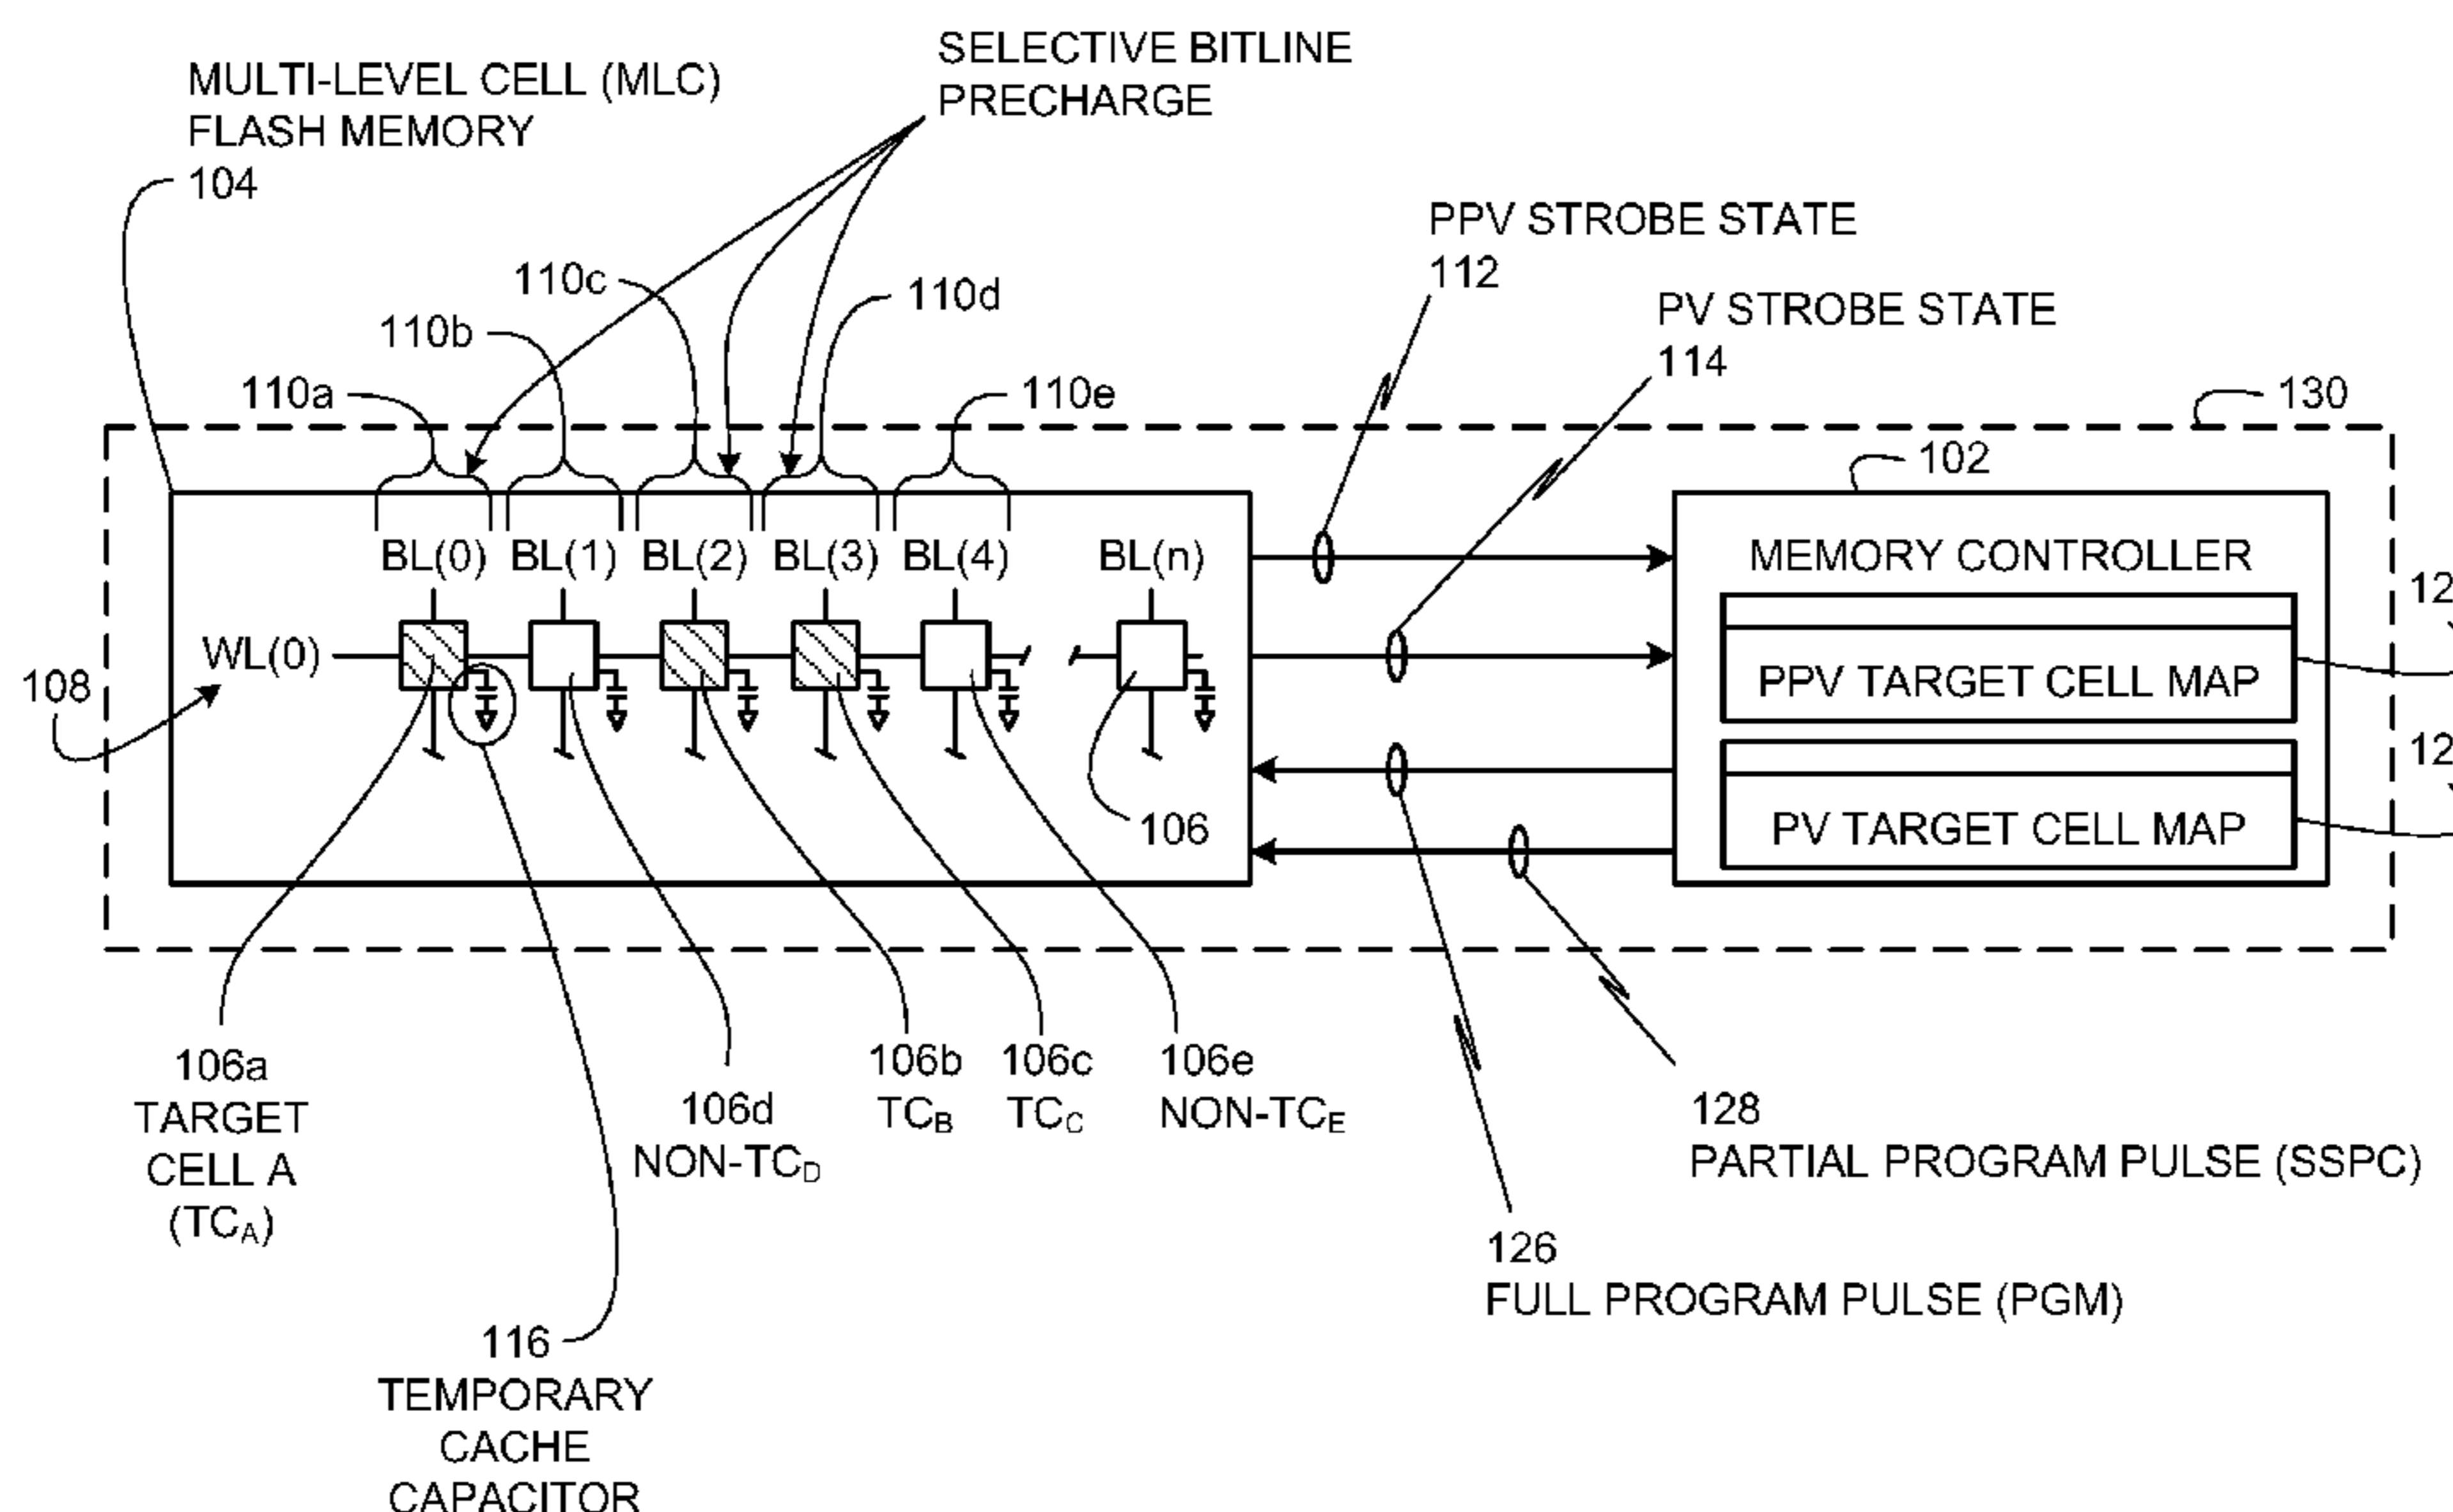 MULTI-LEVEL CELL (MLC)
FLASH MEMORY
104
SELECTIVE BITLINE
PRECHARGE
PPV STROBE STATE
112
PV STROBE STATE
114
110a
110b
110c
110d
110e
130
102
108
WL(0)
BL(0)
BL(1)
BL(2)
BL(3)
BL(4)
BL(n)
106
MEMORY CONTROLLER
PPV TARGET CELL MAP
PV TARGET CELL MAP
106a
TARGET
CELL A
(TCA)
106d
NON-TCD
106b
TCB
106c
TCC
106e
NON-TCE
128
PARTIAL PROGRAM PULSE (SSPC)
126
FULL PROGRAM PULSE (PGM)
116
TEMPORARY
CACHE
CAPACITOR